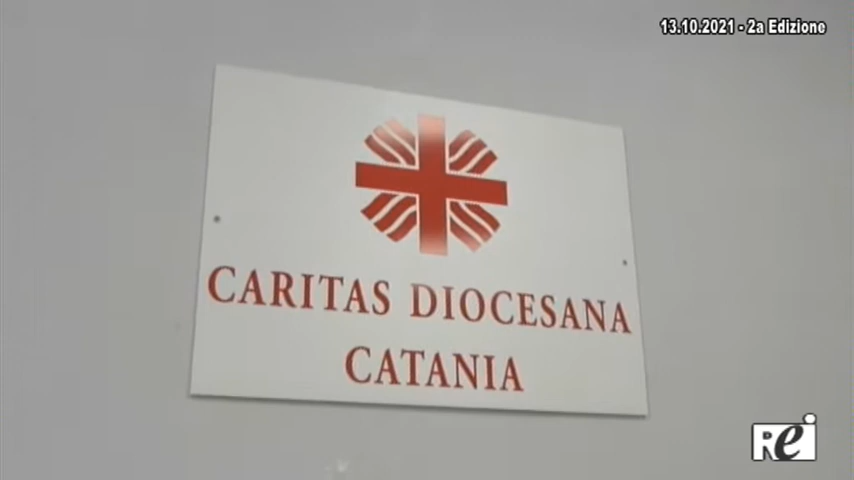 13.10.2021 - 2a Edizione
CARITAS DIOCESANA
CATANIA
REi